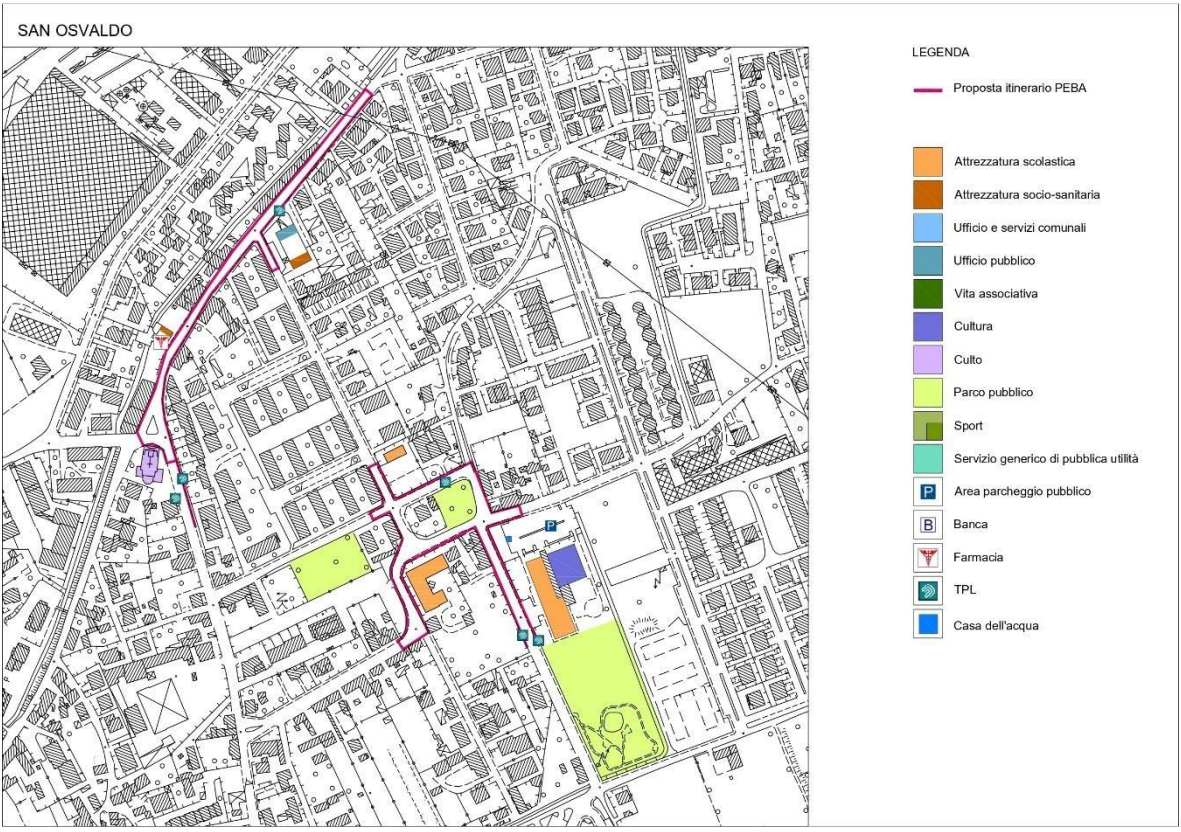 SAN OSVALDO
LEGENDA
Proposta itinerario PEBA
Attrezzatura scolastica
Attrezzatura socio-sanitaria
Ufficio e servizi comunali
Ufficio pubblico
Vita associativa
Cultura
Culto
Parco pubblico
Sport
Servizio generico di pubblica utilità
P Area parcheggio pubblico
B Banca
Farmacia
TPL
Casa dell'acqua
P